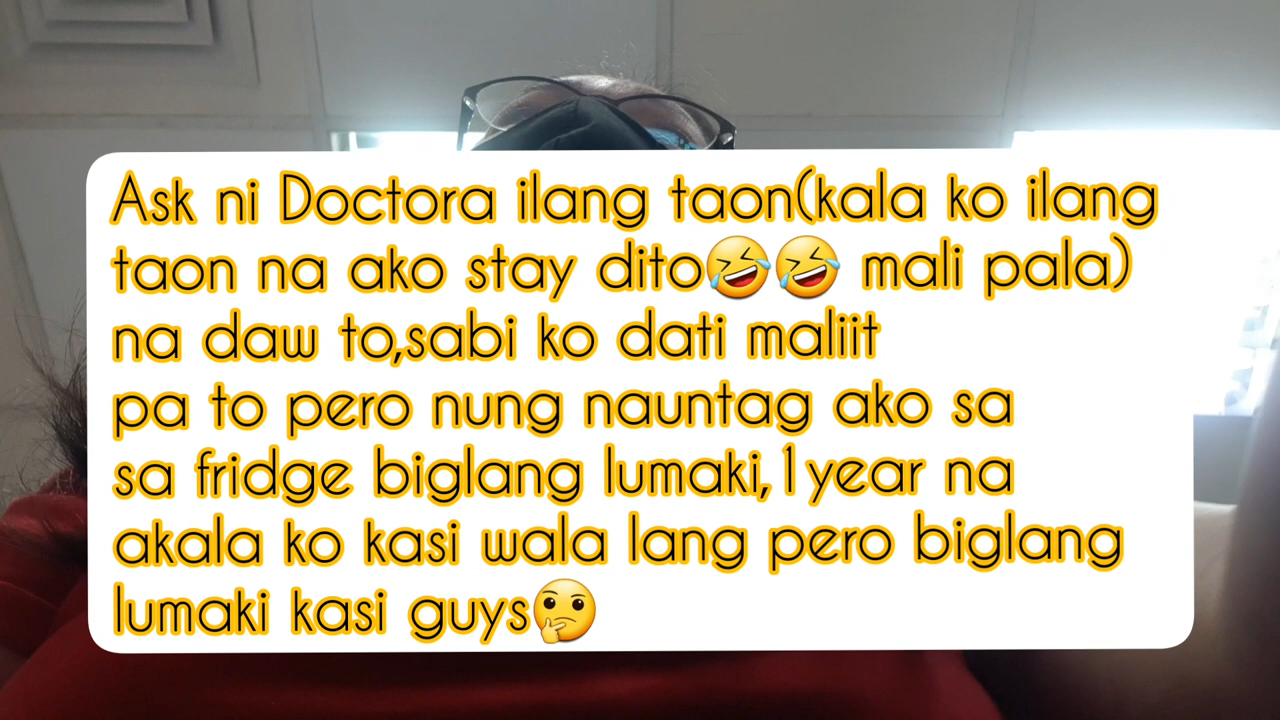 Ask ni Doctora ilang taon(kala ko ilang
taon na ako stay dito🤣🤣 mali pala)
na daw to,sabi ko dati maliit
pa to pero nung nauntag ako sa
sa fridge biglang lumaki,1year na
akala ko kasi wala lang pero biglang
lumaki kasi guys🤔